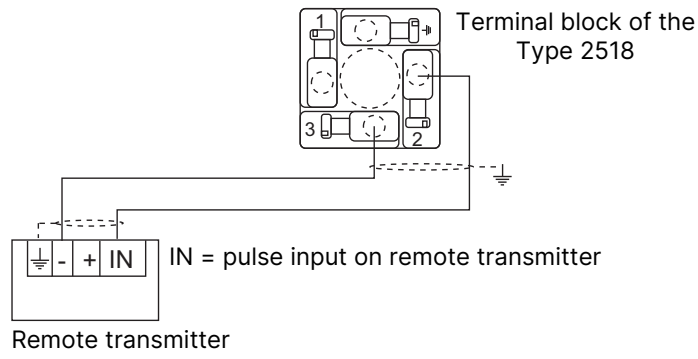 1
Terminal block of the
Type 2518
3
2
- + IN
IN = pulse input on remote transmitter
Remote transmitter